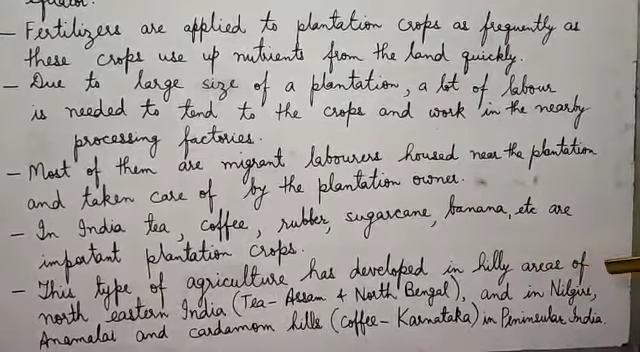 equator.
– Fertilizers are applied to plantation crops as frequently as
these crops use up nutrients from the land quickly.
– Due to large size of a plantation, a lot of labour
is needed to tend to the crops and work in the nearby
processing factories.
– Most of them are migrant labourers housed near the plantation
and taken care of by the plantation owner.
– In India tea, coffee, rubber, sugarcane, banana, etc are
important plantation crops.
– This type of agriculture has developed in hilly areas of
north eastern India (Tea- Assam & North Bengal), and in Nilgiri,
Anamalai and cardamom hills (coffee- Karnataka) in Peninsular India.